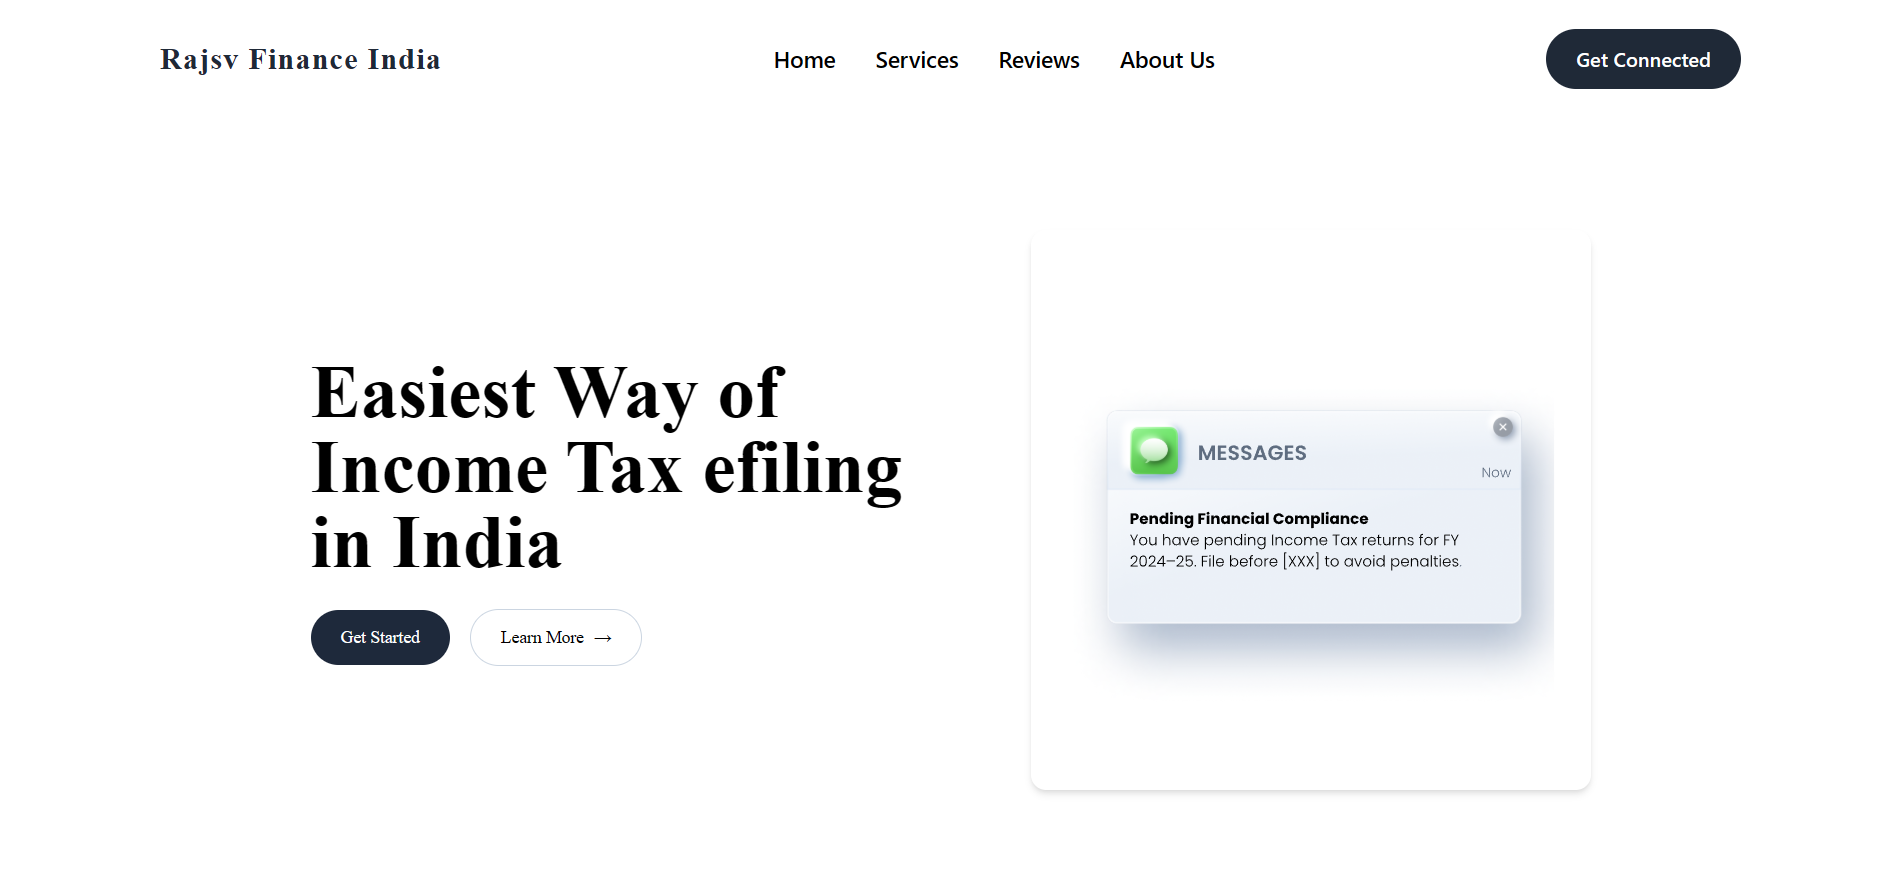 Rajsv Finance India
Home
Services
Reviews
About Us
Get Connected
Easiest Way of
Income Tax efiling
in India
Get Started
Learn More →
MESSAGES
Now
Pending Financial Compliance
You have pending Income Tax returns for FY
2024–25. File before [XXX] to avoid penalties.